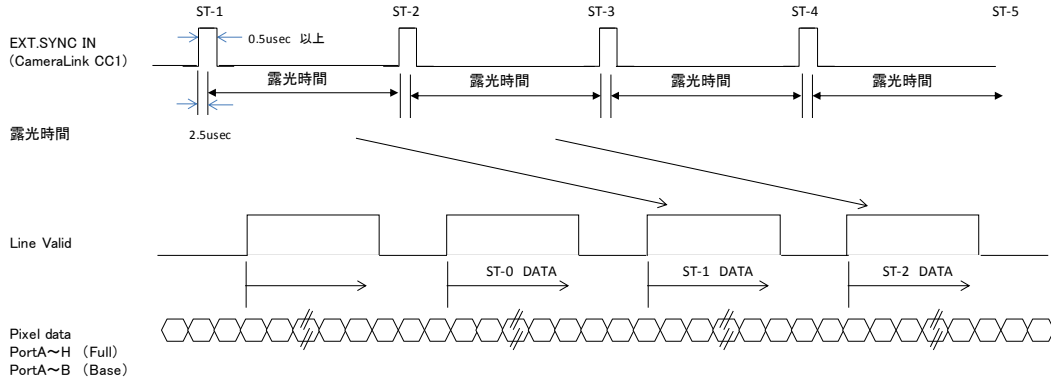 ST-1 ST-2 ST-3 ST-4 ST-5
EXT.SYNC IN
(CameraLink CC1)
0.5usec 以上
露光時間 露光時間 露光時間 露光時間
露光時間
2.5usec
Line Valid
ST-0 DATA ST-1 DATA ST-2 DATA
Pixel data
PortA～H （Full）
PortA～B （Base）